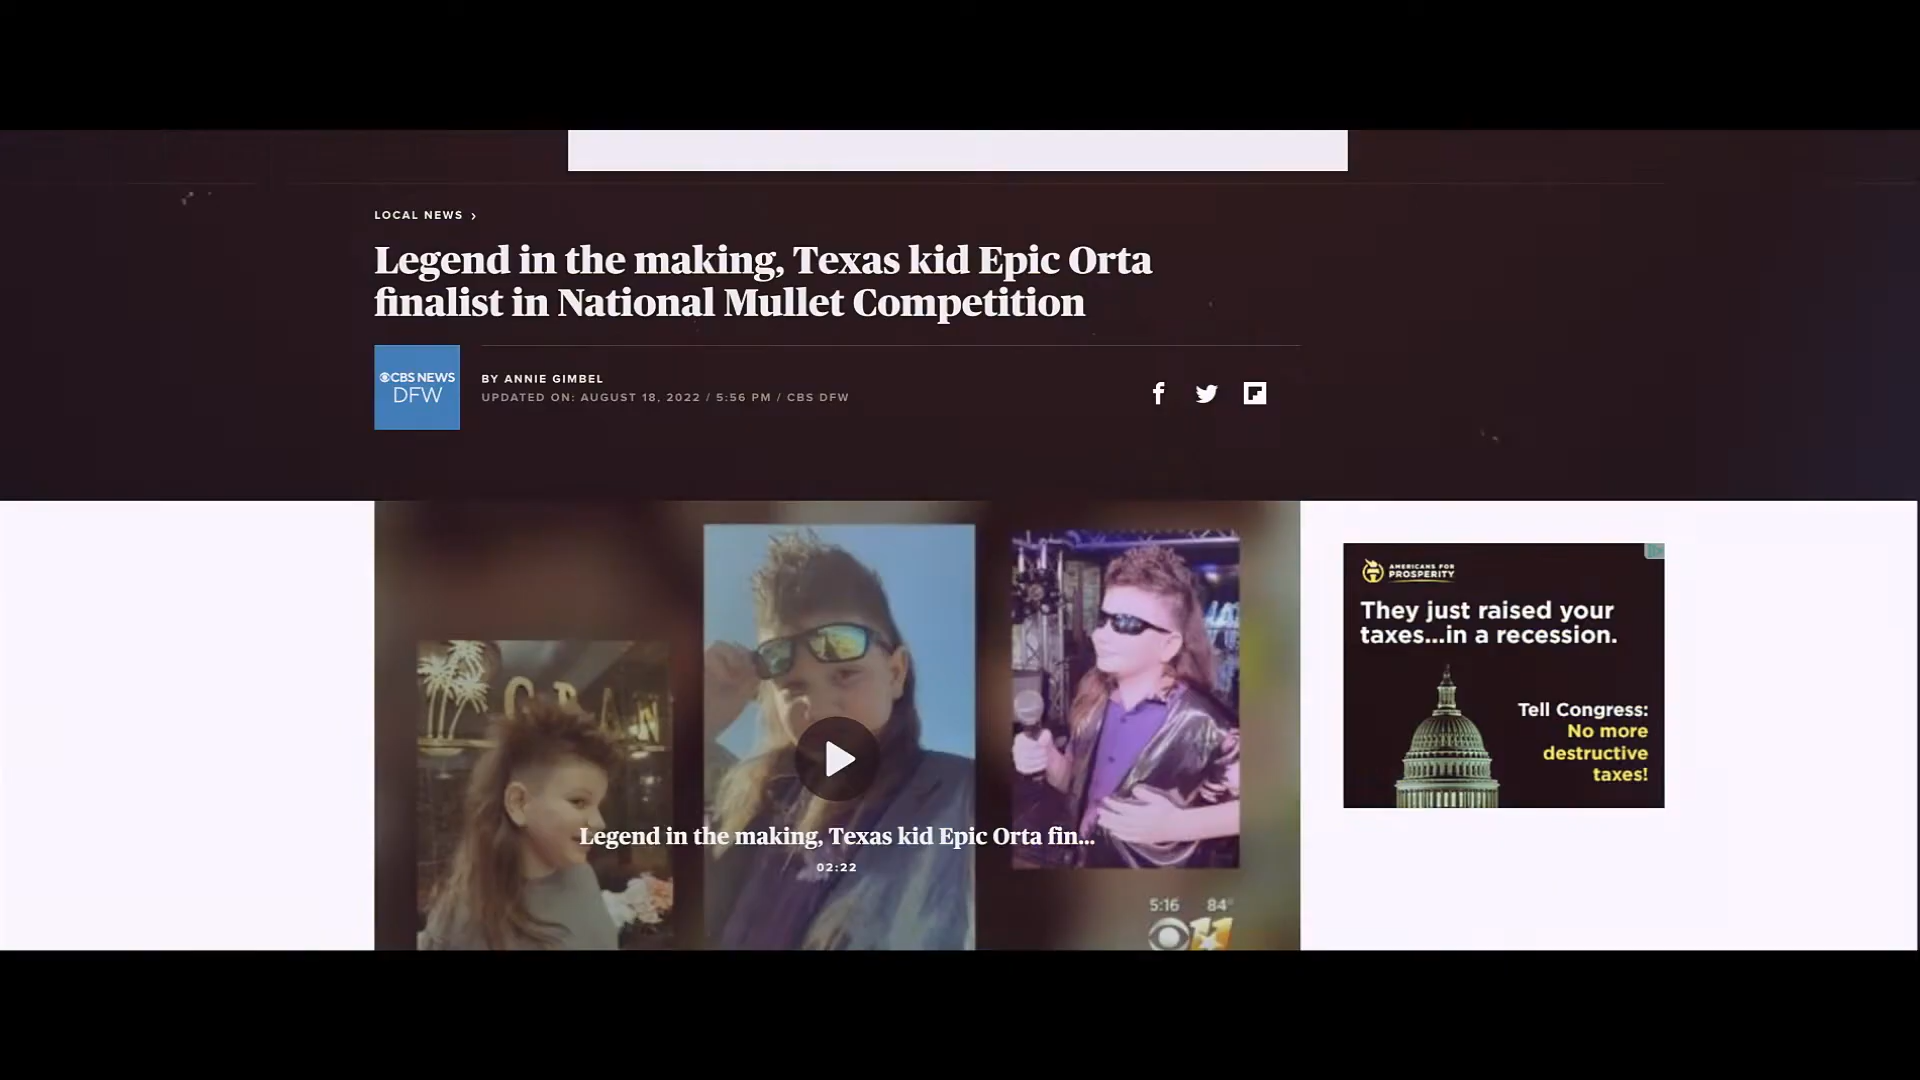 LOCAL NEWS ›
Legend in the making, Texas kid Epic Orta
finalist in National Mullet Competition
CBS NEWS
DFW
BY ANNIE GIMBEL
UPDATED ON: AUGUST 18, 2022 / 5:56 PM / CBS DFW
Legend in the making, Texas kid Epic Orta fin...
02:22
5:16 84°
11
AMERICANS FOR
PROSPERITY
They just raised your
taxes...in a recession.
Tell Congress:
No more
destructive
taxes!